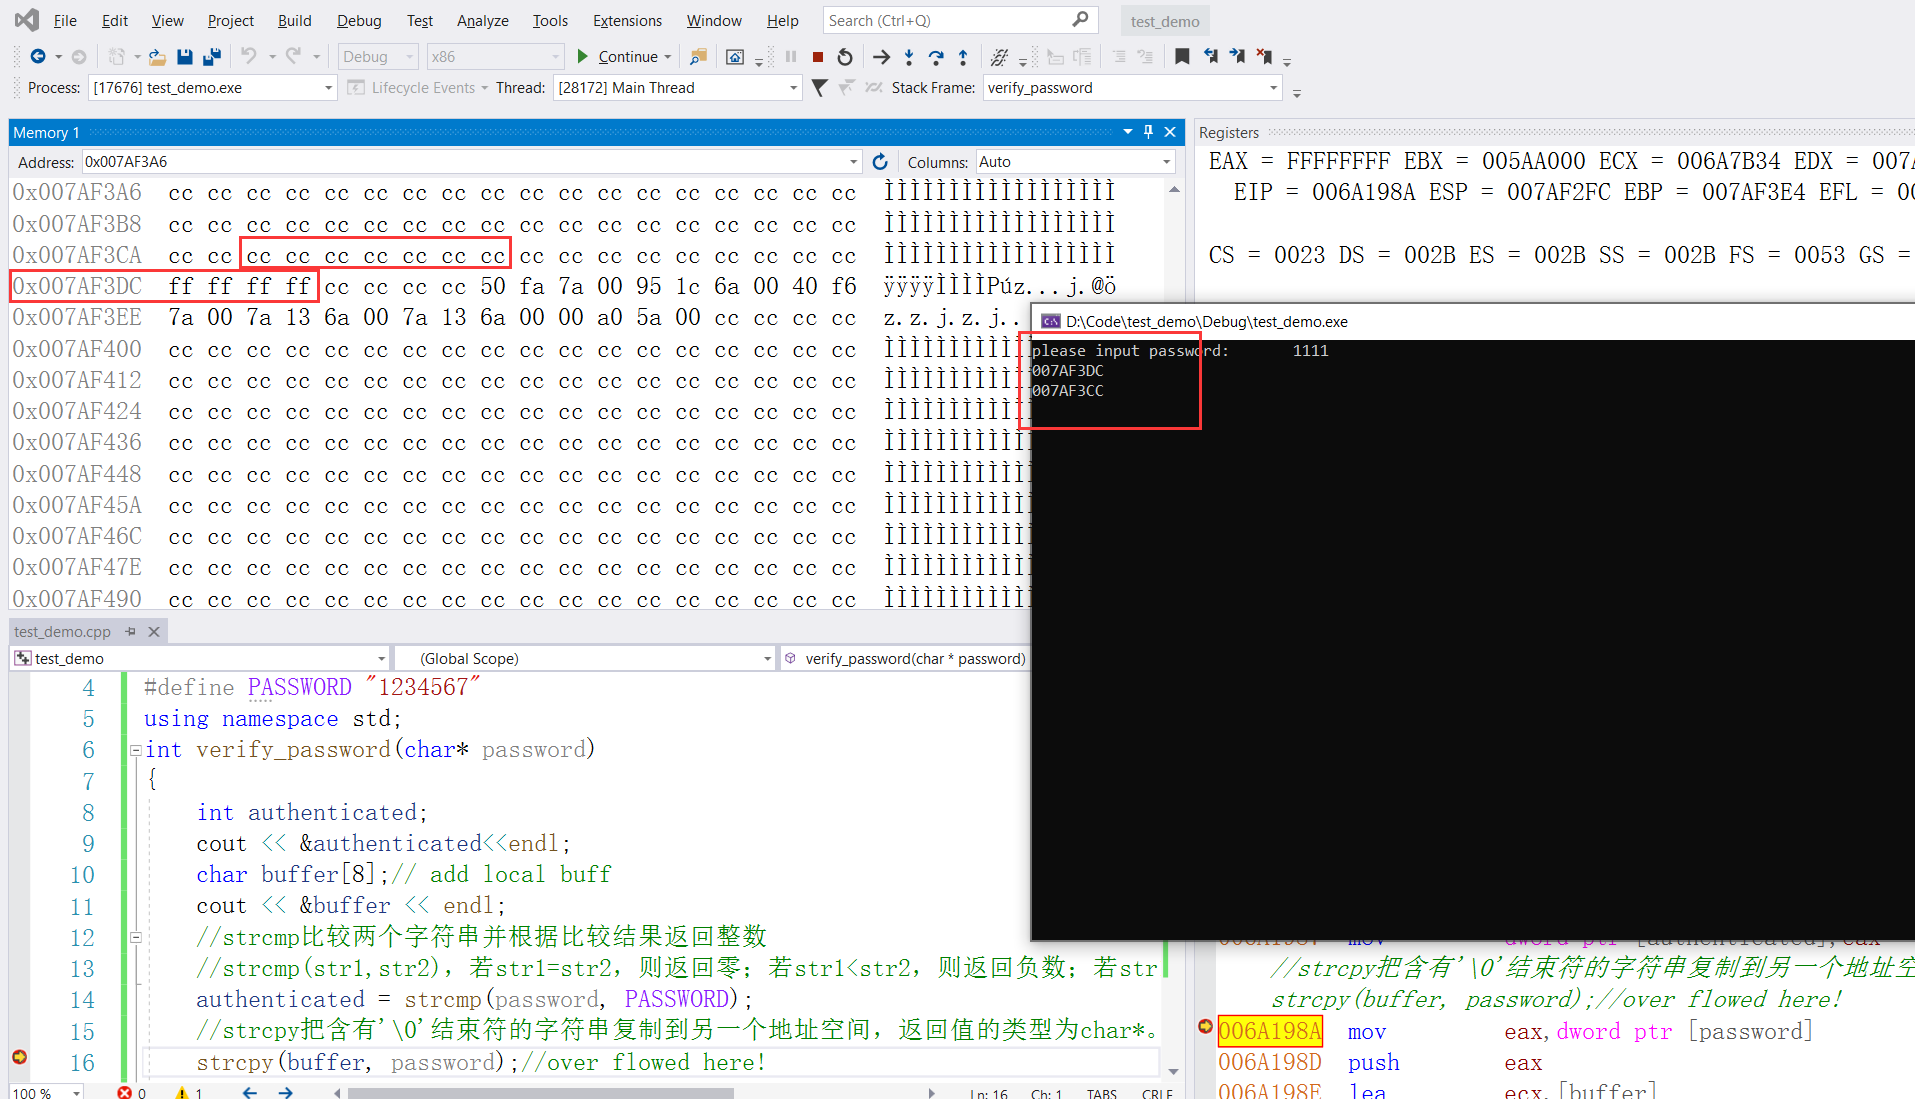 File Edit View Project Build Debug Test Analyze Tools Extensions Window Help Search (Ctrl+Q) test_demo
Debug x86 Continue
Process: [17676] test_demo.exe Lifecycle Events Thread: [28172] Main Thread Stack Frame: verify_password
Memory 1
Address: 0x007AF3A6 Columns: Auto
0x007AF3A6 cc cc cc cc cc cc cc cc cc cc cc cc cc cc cc cc cc cc ÌÌÌÌÌÌÌÌÌÌÌÌÌÌÌÌÌÌ
0x007AF3B8 cc cc cc cc cc cc cc cc cc cc cc cc cc cc cc cc cc cc ÌÌÌÌÌÌÌÌÌÌÌÌÌÌÌÌÌÌ
0x007AF3CA cc cc cc cc cc cc cc cc cc cc cc cc cc cc cc cc cc cc ÌÌÌÌÌÌÌÌÌÌÌÌÌÌÌÌÌÌ
0x007AF3DC ff ff ff ff cc cc cc cc 50 fa 7a 00 95 1c 6a 00 40 f6 ÿÿÿÿÌÌÌÌPúz...j.@ö
0x007AF3EE 7a 00 7a 13 6a 00 7a 13 6a 00 00 a0 5a 00 cc cc cc cc z.z.j.z.j..
0x007AF400 cc cc cc cc cc cc cc cc cc cc cc cc cc cc cc cc cc cc ÌÌÌÌÌÌÌÌÌÌÌ
0x007AF412 cc cc cc cc cc cc cc cc cc cc cc cc cc cc cc cc cc cc ÌÌÌÌÌÌÌÌÌÌÌ
0x007AF424 cc cc cc cc cc cc cc cc cc cc cc cc cc cc cc cc cc cc ÌÌÌÌÌÌÌÌÌÌÌ
0x007AF436 cc cc cc cc cc cc cc cc cc cc cc cc cc cc cc cc cc cc ÌÌÌÌÌÌÌÌÌÌÌ
0x007AF448 cc cc cc cc cc cc cc cc cc cc cc cc cc cc cc cc cc cc ÌÌÌÌÌÌÌÌÌÌÌ
0x007AF45A cc cc cc cc cc cc cc cc cc cc cc cc cc cc cc cc cc cc ÌÌÌÌÌÌÌÌÌÌÌ
0x007AF46C cc cc cc cc cc cc cc cc cc cc cc cc cc cc cc cc cc cc ÌÌÌÌÌÌÌÌÌÌÌ
0x007AF47E cc cc cc cc cc cc cc cc cc cc cc cc cc cc cc cc cc cc ÌÌÌÌÌÌÌÌÌÌÌ
0x007AF490 cc cc cc cc cc cc cc cc cc cc cc cc cc cc cc cc cc cc ÌÌÌÌÌÌÌÌÌÌÌ
Registers
EAX = FFFFFFFF EBX = 005AA000 ECX = 006A7B34 EDX = 007A
EIP = 006A198A ESP = 007AF2FC EBP = 007AF3E4 EFL = 00
CS = 0023 DS = 002B ES = 002B SS = 002B FS = 0053 GS =
D:\Code\test_demo\Debug\test_demo.exe
please input password: 1111
007AF3DC
007AF3CC
test_demo.cpp
test_demo (Global Scope) verify_password(char * password)
4 #define PASSWORD "1234567"
5 using namespace std;
6 int verify_password(char* password)
7 {
8 int authenticated;
9 cout << &authenticated<<endl;
10 char buffer[8];// add local buff
11 cout << &buffer << endl;
12 //strcmp比较两个字符串并根据比较结果返回整数
13 //strcmp(str1,str2), 若str1=str2, 则返回零; 若str1<str2, 则返回负数; 若str
14 authenticated = strcmp(password, PASSWORD);
15 //strcpy把含有'\0'结束符的字符串复制到另一个地址空间, 返回值的类型为char*。
16 strcpy(buffer, password);//over flowed here!
100 % 0 1 Ln: 16 Ch: 1 TABS CRLF
006A1987 mov dword ptr [authenticated],eax
//strcpy把含有'\0'结束符的字符串复制到另一个地址空
strcpy(buffer, password);//over flowed here!
006A198A mov eax,dword ptr [password]
006A198D push eax
006A198E lea ecx,[buffer]